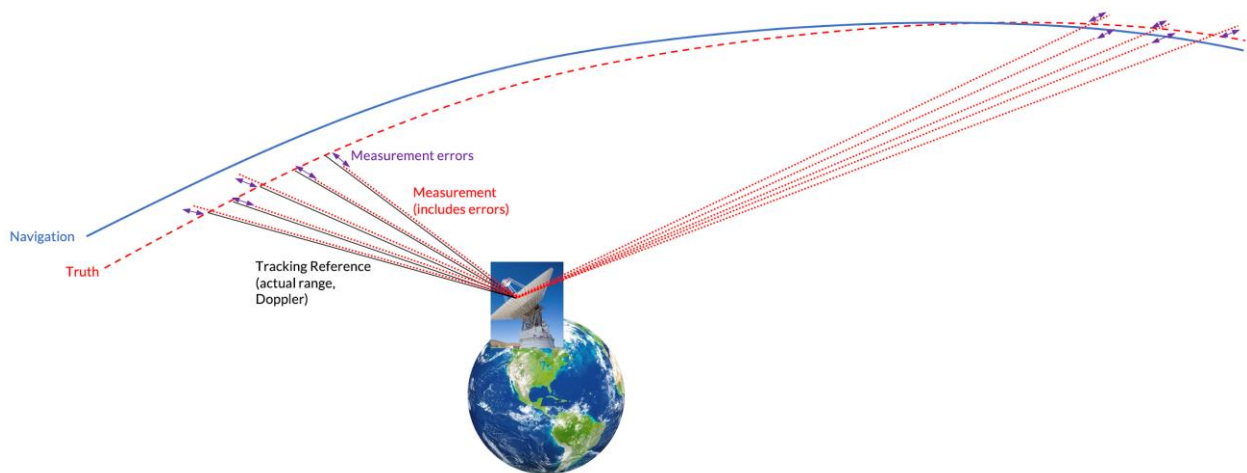 Measurement errors
Measurement
(includes errors)
Navigation
Truth
Tracking Reference
(actual range,
Doppler)